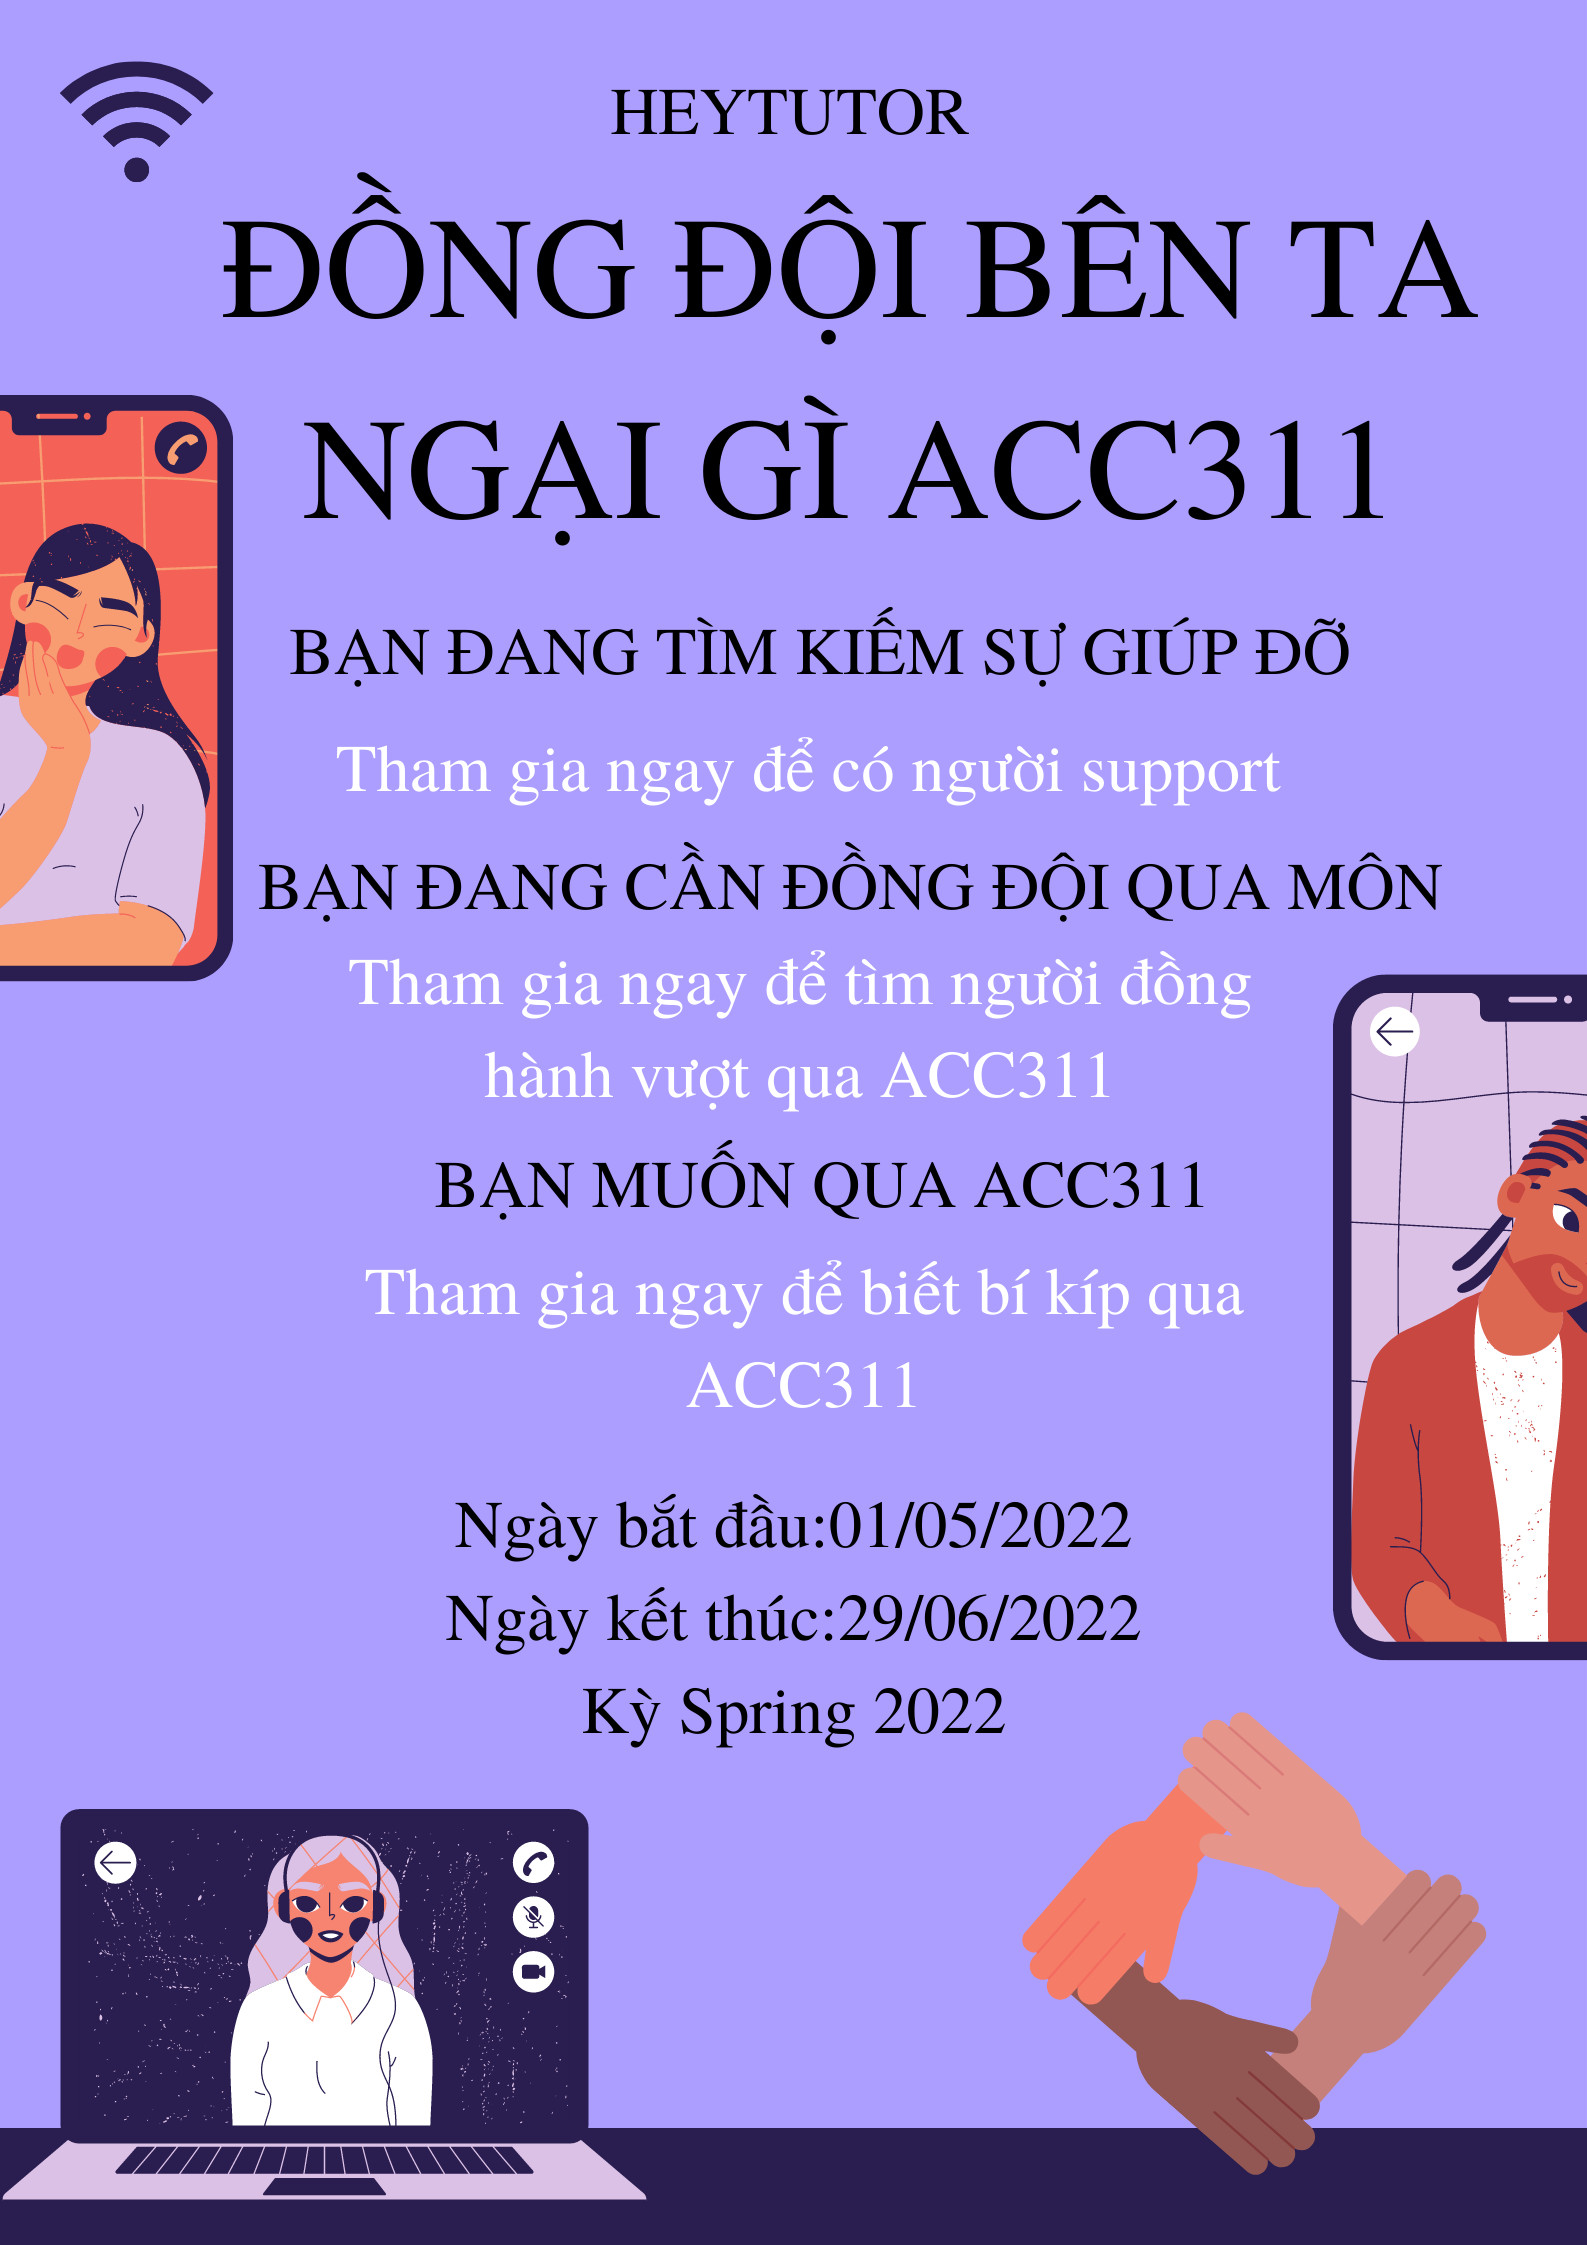 HEYTUTOR
ĐỒNG ĐỘI BÊN TA
NGẠI GÌ ACC311
BẠN ĐANG TÌM KIẾM SỰ GIÚP ĐỠ
Tham gia ngay để có người support
BẠN ĐANG CẦN ĐỒNG ĐỘI QUA MÔN
Tham gia ngay để tìm người đồng
hành vượt qua ACC311
BẠN MUỐN QUA ACC311
Tham gia ngay để biết bí kíp qua
ACC311
Ngày bắt đầu:01/05/2022
Ngày kết thúc:29/06/2022
Kỳ Spring 2022